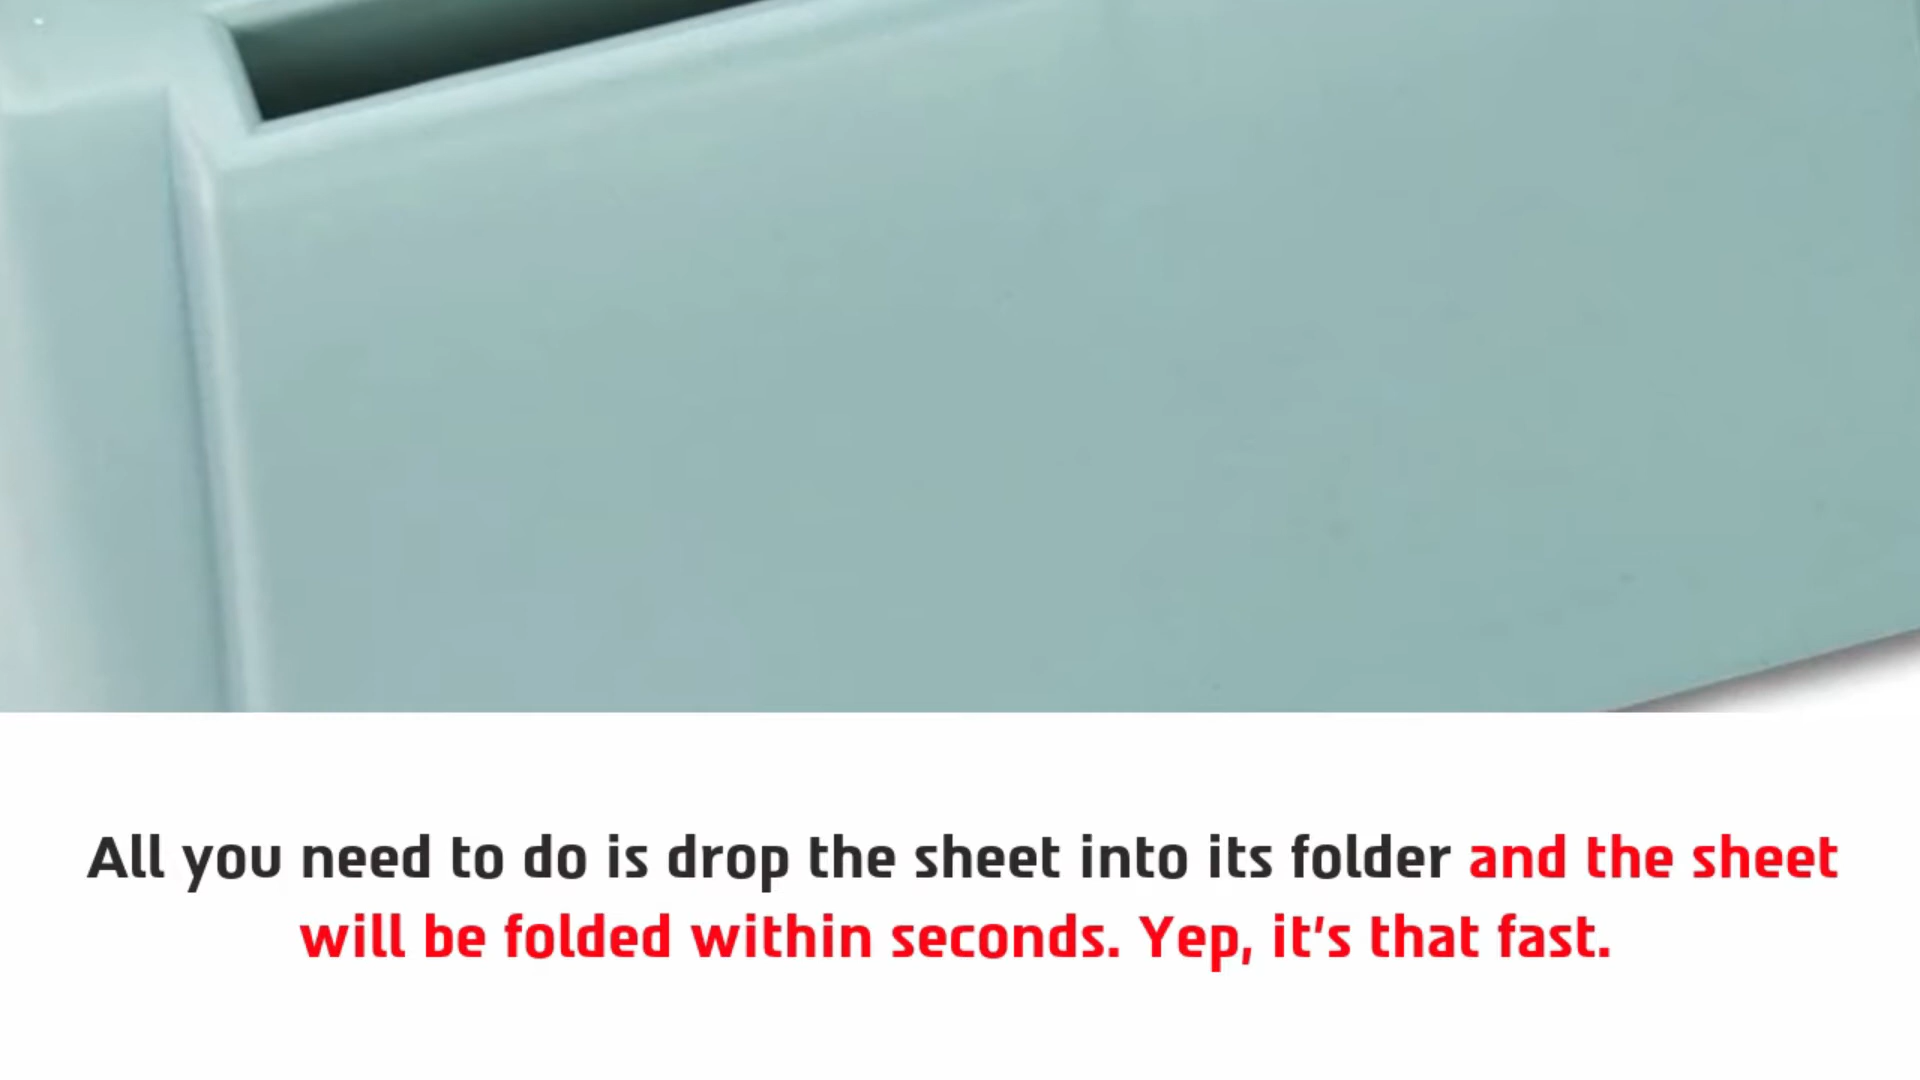 All you need to do is drop the sheet into its folder and the sheet
will be folded within seconds. Yep, it's that fast.